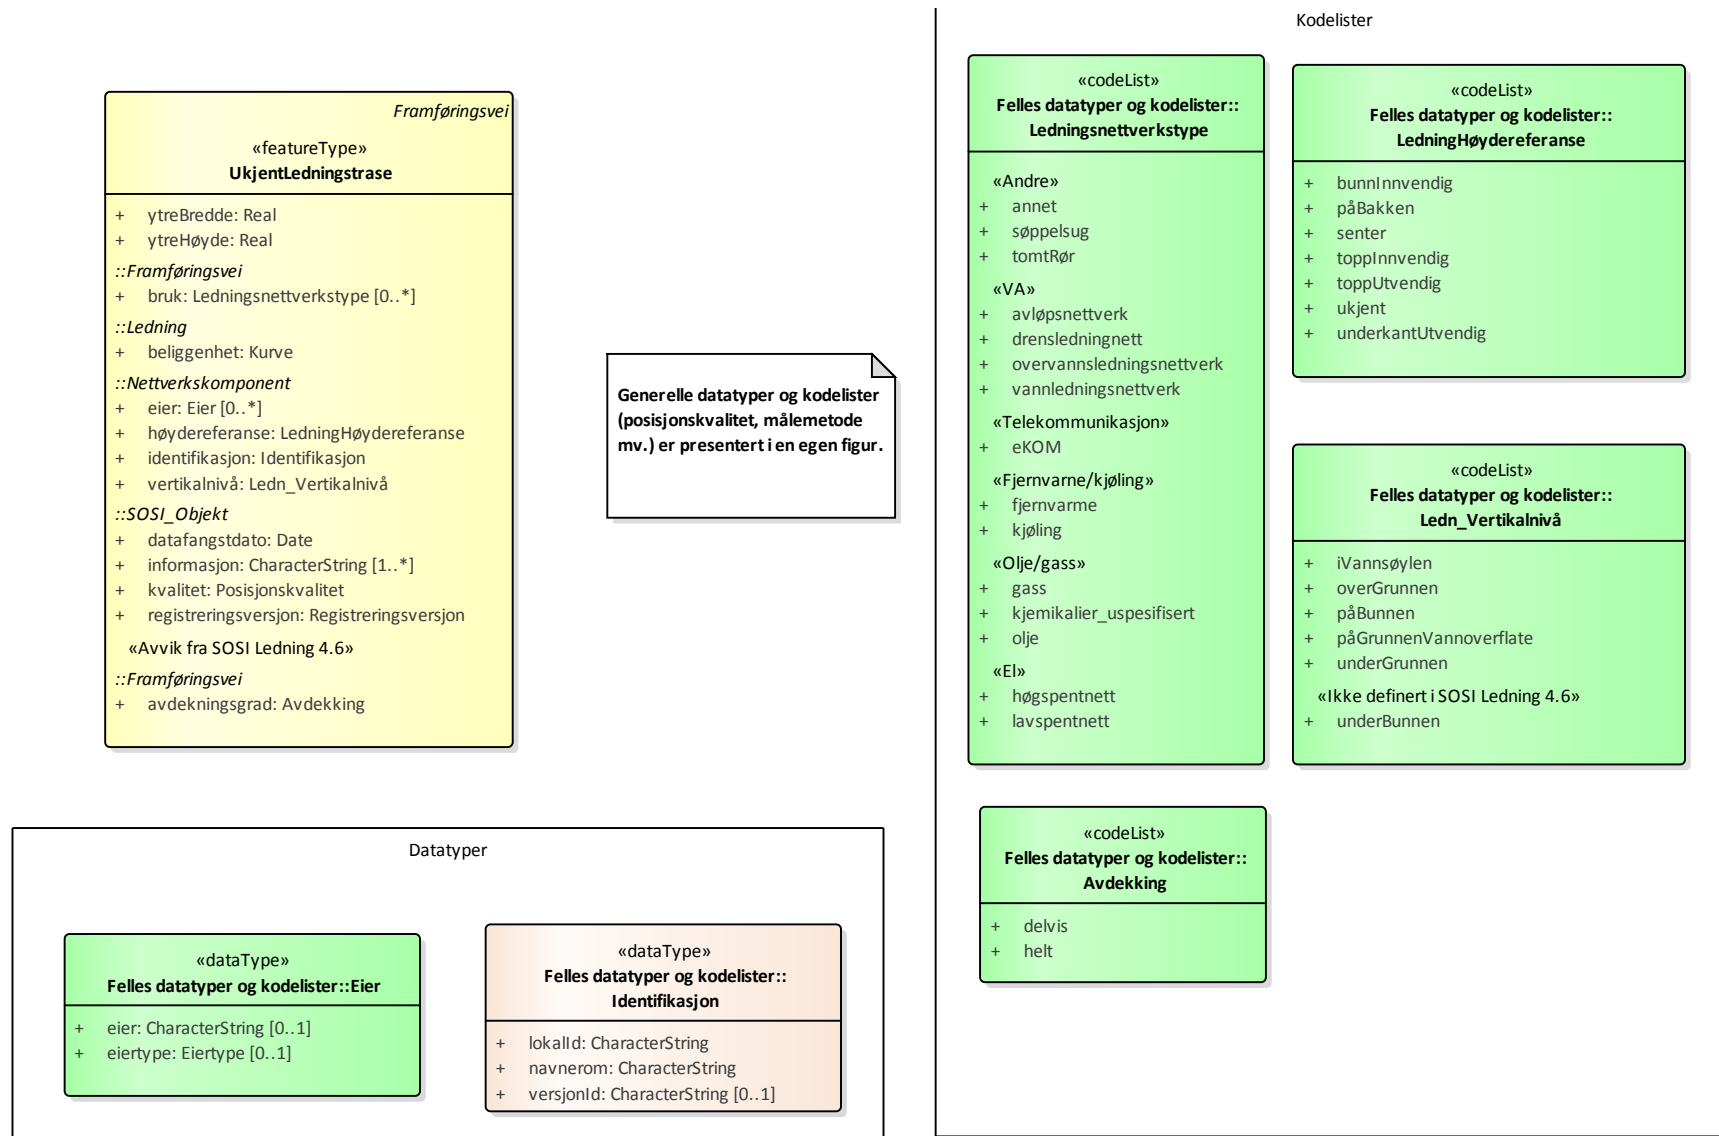 Framføringsvei
«featureType»
UkjentLedningstrase
+ ytreBredde: Real
+ ytreHøyde: Real
::Framføringsvei
+ bruk: Ledningsnettverkstype [0..*]
::Ledning
+ beliggenhet: Kurve
::Nettverkskomponent
+ eier: Eier [0..*]
+ høydereferanse: LedningHøydereferanse
+ identifikasjon: Identifikasjon
+ vertikalnivå: Ledn_Vertikalnivå
::SOSI_Objekt
+ datafangstdato: Date
+ informasjon: CharacterString [1..*]
+ kvalitet: Posisjonskvalitet
+ registreringsversjon: Registreringsversjon
«Avvik fra SOSI Ledning 4.6»
::Framføringsvei
+ avdekningsgrad: Avdekking
Generelle datatyper og kodelister
(posisjonskvalitet, målemetode
mv.) er presentert i en egen figur.
Datatyper
«dataType»
Felles datatyper og kodelister::Eier
+ eier: CharacterString [0..1]
+ eiertype: Eiertype [0..1]
«dataType»
Felles datatyper og kodelister::
Identifikasjon
+ lokalId: CharacterString
+ navnerom: CharacterString
+ versjonId: CharacterString [0..1]
Kodelister
«codeList»
Felles datatyper og kodelister::
Ledningsnettverkstype
«Andre»
+ annet
+ søppelsug
+ tomtRør
«VA»
+ avløpsnettverk
+ drensledningnett
+ overvannsledningsnettverk
+ vannledningsnettverk
«Telekommunikasjon»
+ eKOM
«Fjernvarne/kjøling»
+ fjernvarme
+ kjøling
«Olje/gass»
+ gass
+ kjemikalier_uspesifisert
+ olje
«El»
+ høgspentnett
+ lavspentnett
«codeList»
Felles datatyper og kodelister::
LedningHøydereferanse
+ bunnInnvendig
+ påBakken
+ senter
+ toppInnvendig
+ toppUtvendig
+ ukjent
+ underkantUtvendig
«codeList»
Felles datatyper og kodelister::
Ledn_Vertikalnivå
+ iVannsøylen
+ overGrunnen
+ påBunnen
+ påGrunnenVannoverflate
+ underGrunnen
«Ikke definert i SOSI Ledning 4.6»
+ underBunnen
«codeList»
Felles datatyper og kodelister::
Avdekking
+ delvis
+ helt